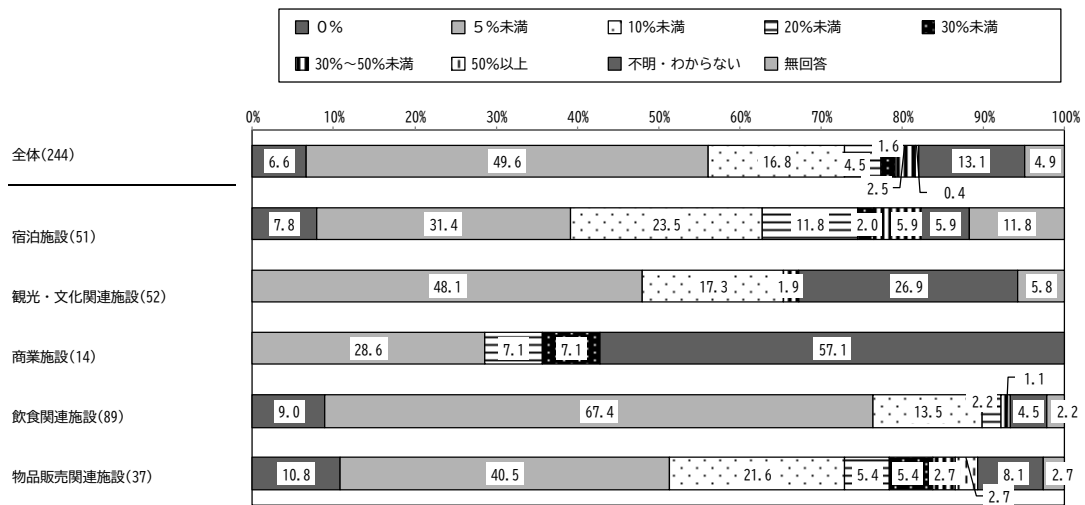 ０% ５%未満 10%未満 20%未満 30%未満
30%～50%未満 50%以上 不明・わからない 無回答
0% 10% 20% 30% 40% 50% 60% 70% 80% 90% 100%
全体(244) 6.6 49.6 16.8 4.5 2.5 1.6 0.4 13.1 4.9
宿泊施設(51) 7.8 31.4 23.5 11.8 2.0 5.9 5.9 11.8
観光・文化関連施設(52) 48.1 17.3 1.9 26.9 5.8
商業施設(14) 28.6 7.1 7.1 57.1
飲食関連施設(89) 9.0 67.4 13.5 2.2 1.1 4.5 2.2
物品販売関連施設(37) 10.8 40.5 21.6 5.4 5.4 2.7 2.7 8.1 2.7